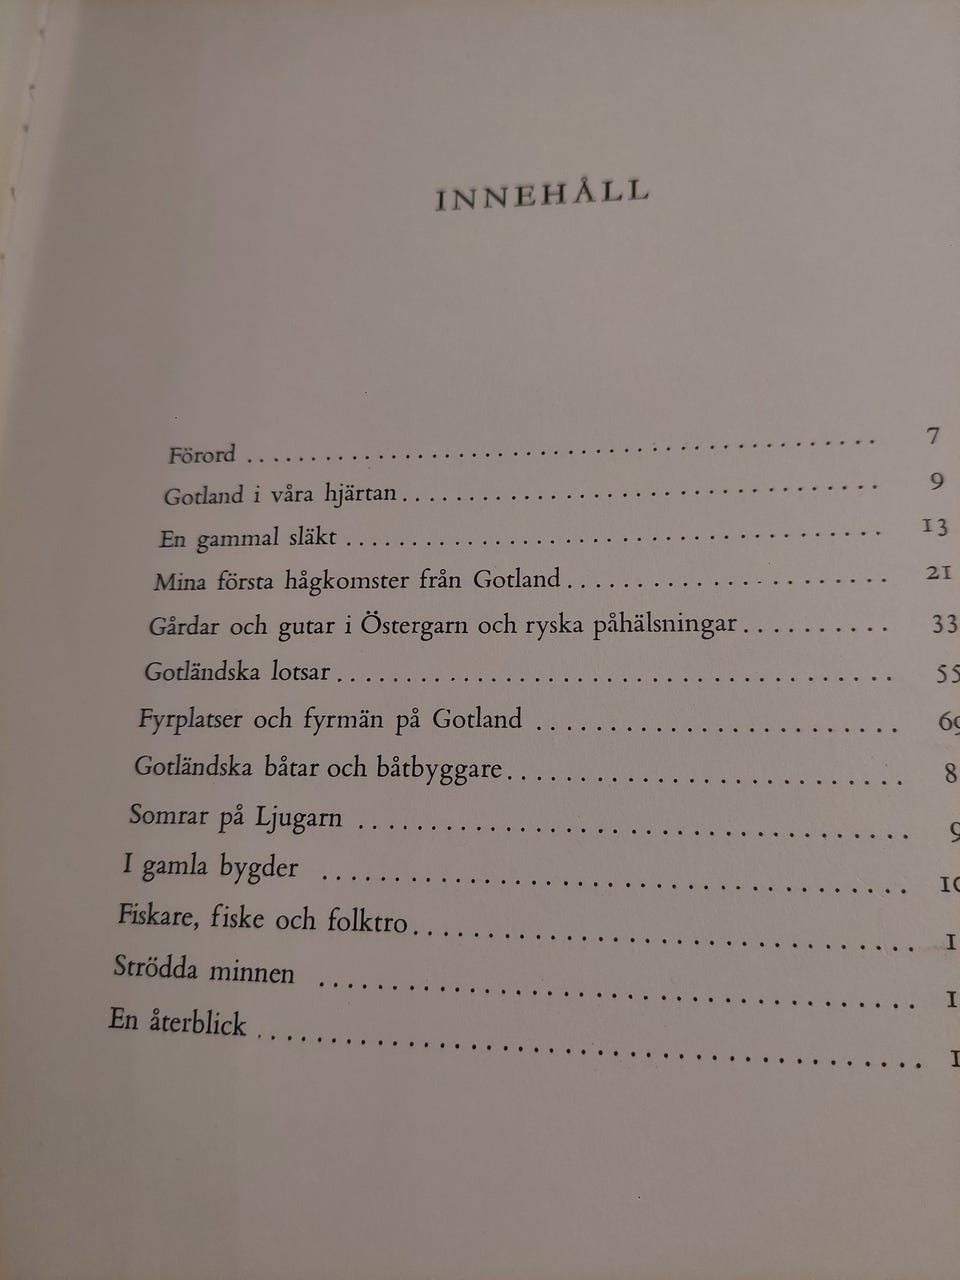 INNEHÅLL
Förord 7
Gotland i våra hjärtan 9
En gammal släkt 13
Mina första hågkomster från Gotland 21
Gårdar och gutar i Östergarn och ryska påhälsningar 33
Gotländska lotsar 55
Fyrplatser och fyrmän på Gotland
Gotländska båtar och båtbyggare
Somrar på Ljugarn
I gamla bygder
Fiskare, fiske och folktro
Strödda minnen
En återblick